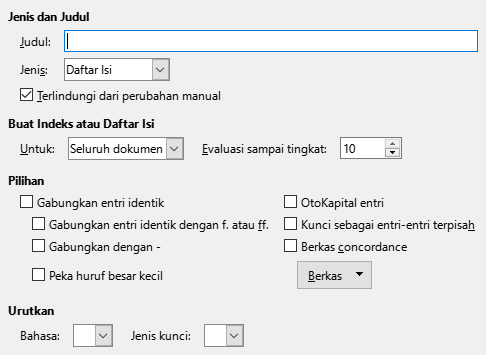 Jenis dan Judul
Judul:
Jenis: Daftar Isi
Terlindungi dari perubahan manual
Buat Indeks atau Daftar Isi
Untuk: Seluruh dokumen Evaluasi sampai tingkat: 10
Pilihan
Gabungkan entri identik OtoKapital entri
Gabungkan entri identik dengan f. atau ff. Kunci sebagai entri-entri terpisah
Gabungkan dengan - Berkas concordance
Peka huruf besar kecil Berkas
Urutkan
Bahasa: Jenis kunci: